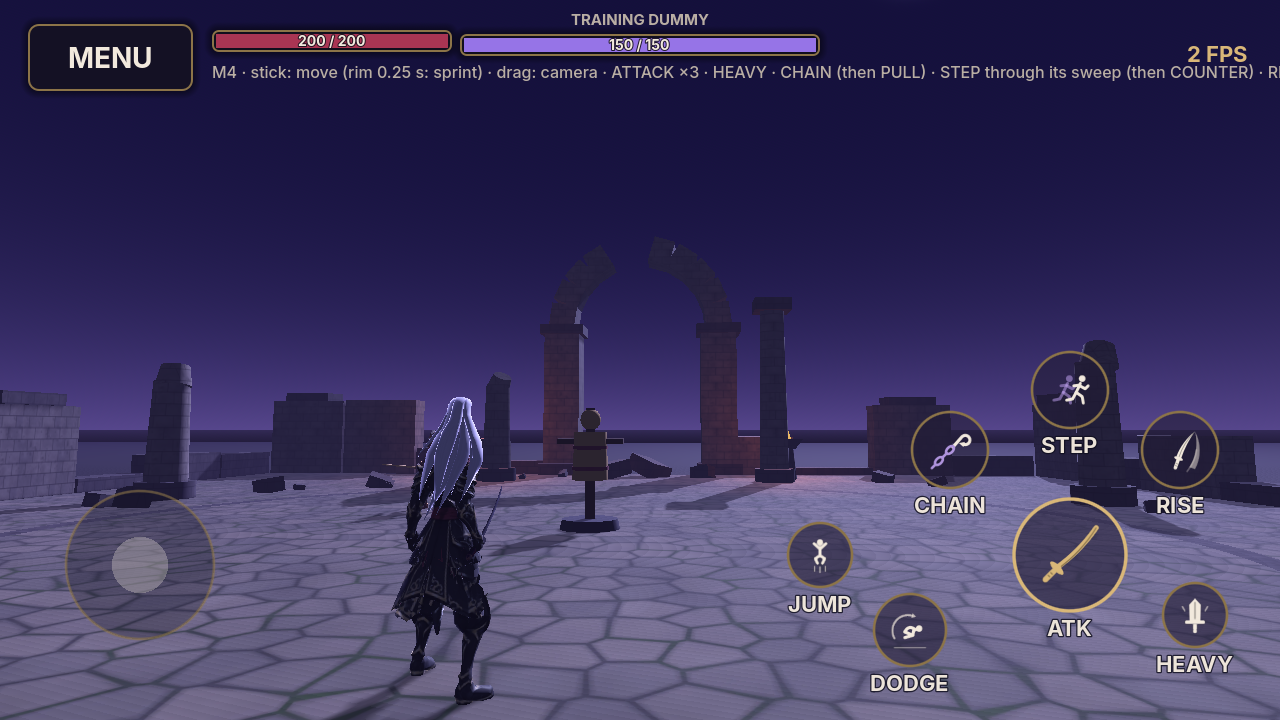 TRAINING DUMMY
MENU
200 / 200
150 / 150
2 FPS
M4 · stick: move (rim 0.25 s: sprint) · drag: camera · ATTACK ×3 · HEAVY · CHAIN (then PULL) · STEP through its sweep (then COUNTER) ·
STEP
CHAIN
RISE
JUMP
ATK
HEAVY
DODGE